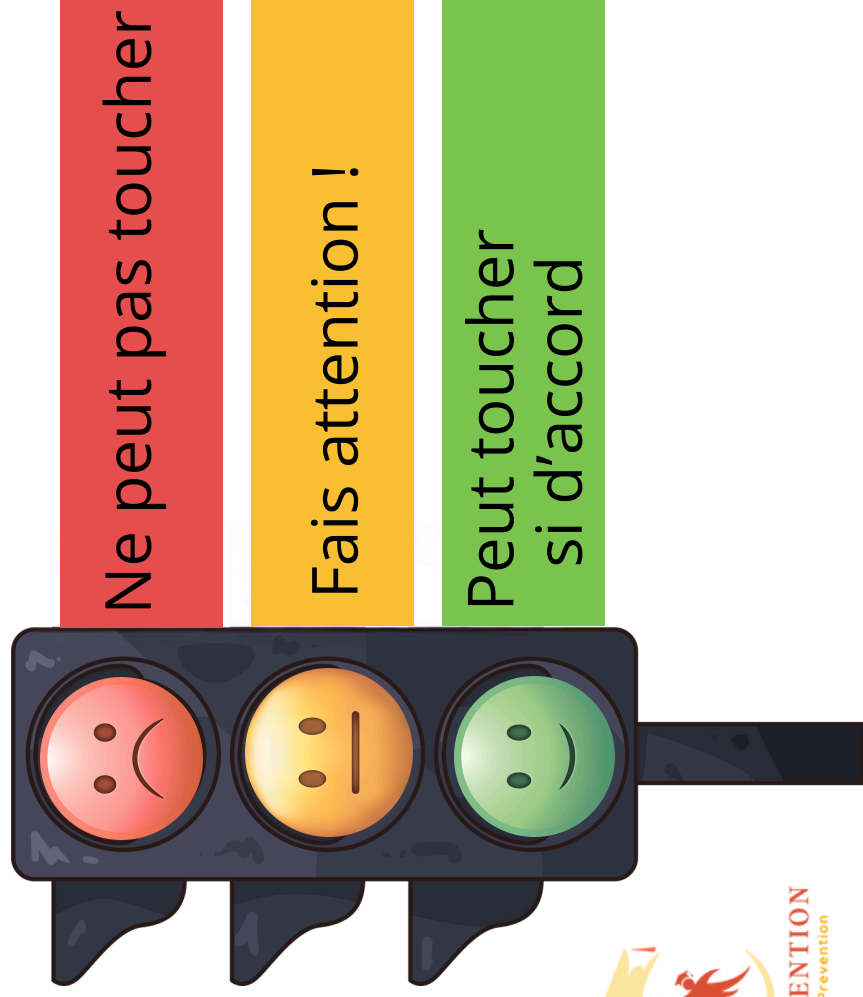 Ne peut pas toucher
Fais attention !
Peut toucher
si d’accord
ENTION
Prevention